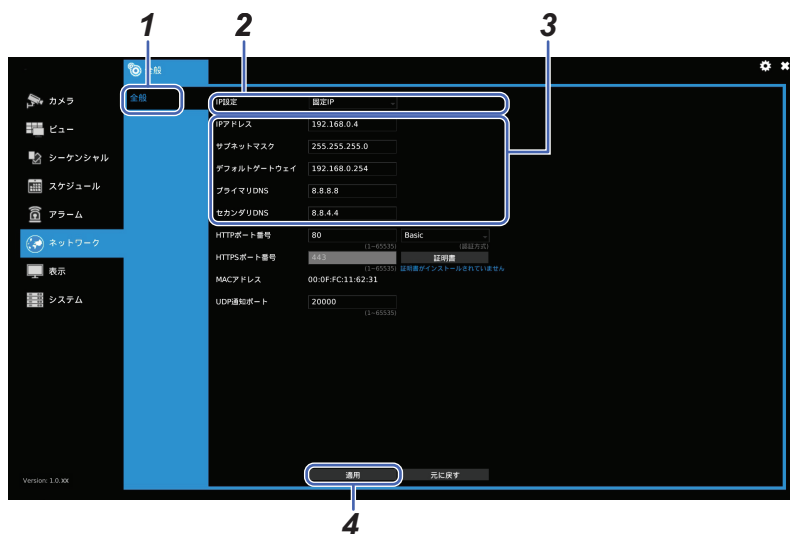 1 2 3
全般
カメラ
ビュー
シーケンシャル
スケジュール
アラーム
ネットワーク
表示
システム
全般
IP設定 固定IP
IPアドレス 192.168.0.4
サブネットマスク 255.255.255.0
デフォルトゲートウェイ 192.168.0.254
プライマリDNS 8.8.8.8
セカンダリDNS 8.8.4.4
HTTPポート番号 80 Basic
(1~65535) (認証方式)
HTTPSポート番号 443 証明書
(1~65535) 証明書がインストールされていません
MACアドレス 00:0F:FC:11:62:31
UDP通知ポート 20000
(1~65535)
適用 元に戻す
Version: 1.0.XX
4